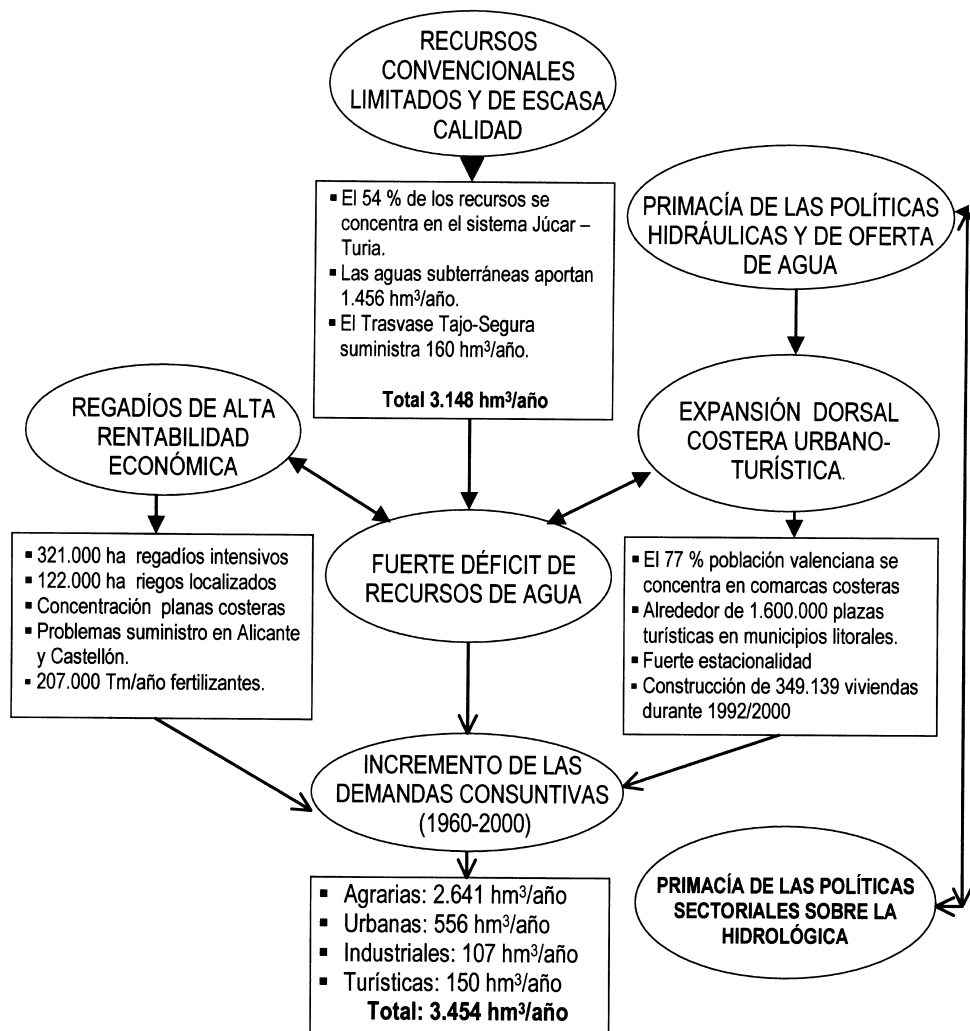 RECURSOS
CONVENCIONALES
LIMITADOS Y DE ESCASA
CALIDAD
▪ El 54 % de los recursos se
concentra en el sistema Júcar –
Turia.
▪ Las aguas subterráneas aportan
1.456 hm³/año.
▪ El Trasvase Tajo-Segura
suministra 160 hm³/año.
Total 3.148 hm³/año
PRIMACÍA DE LAS POLÍTICAS
HIDRÁULICAS Y DE OFERTA
DE AGUA
REGADÍOS DE ALTA
RENTABILIDAD
ECONÓMICA
EXPANSIÓN DORSAL
COSTERA URBANO-
TURÍSTICA.
▪ 321.000 ha regadíos intensivos
▪ 122.000 ha riegos localizados
▪ Concentración planas costeras
▪ Problemas suministro en Alicante
y Castellón.
▪ 207.000 Tm/año fertilizantes.
FUERTE DÉFICIT DE
RECURSOS DE AGUA
▪ El 77 % población valenciana se
concentra en comarcas costeras
▪ Alrededor de 1.600.000 plazas
turísticas en municipios litorales.
▪ Fuerte estacionalidad
▪ Construcción de 349.139 viviendas
durante 1992/2000
INCREMENTO DE LAS
DEMANDAS CONSUNTIVAS
(1960-2000)
▪ Agrarias: 2.641 hm³/año
▪ Urbanas: 556 hm³/año
▪ Industriales: 107 hm³/año
▪ Turísticas: 150 hm³/año
Total: 3.454 hm³/año
PRIMACÍA DE LAS POLÍTICAS
SECTORIALES SOBRE LA
HIDROLÓGICA